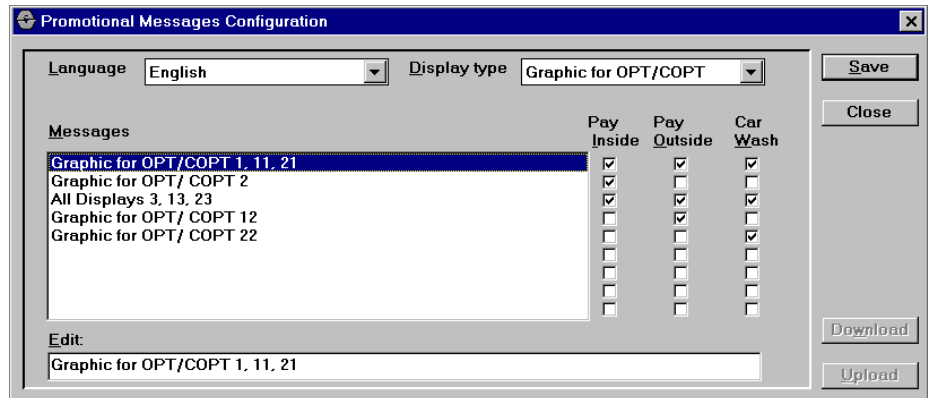 Promotional Messages Configuration
Language English Display type Graphic for OPT/COPT Save
Close
Messages Pay Inside Pay Outside Car Wash
Graphic for OPT/COPT 1, 11, 21
Graphic for OPT/ COPT 2
All Displays 3, 13, 23
Graphic for OPT/ COPT 12
Graphic for OPT/ COPT 22
Edit:
Graphic for OPT/COPT 1, 11, 21
Download
Upload